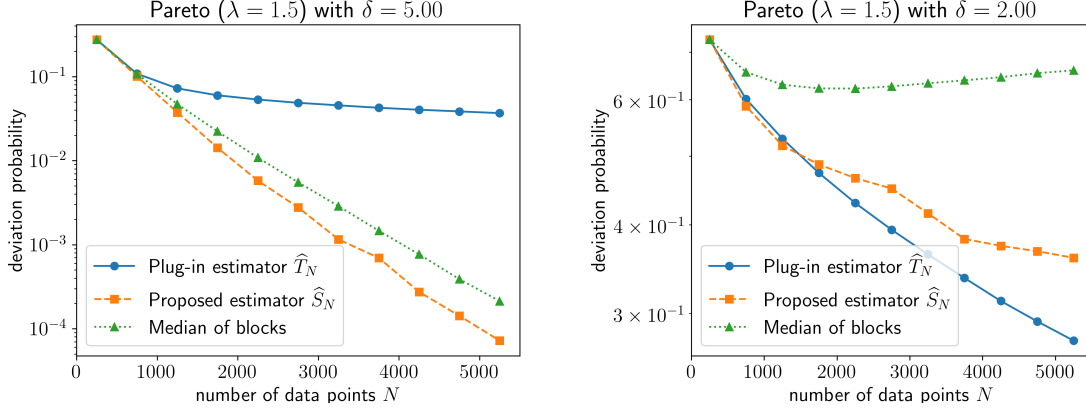 Pareto (λ = 1.5) with δ = 5.00
deviation probability
10⁻¹
10⁻²
10⁻³
10⁻⁴
Plug-in estimator T̂_N
Proposed estimator Ŝ_N
Median of blocks
0 1000 2000 3000 4000 5000
number of data points N
Pareto (λ = 1.5) with δ = 2.00
deviation probability
6 × 10⁻¹
4 × 10⁻¹
3 × 10⁻¹
Plug-in estimator T̂_N
Proposed estimator Ŝ_N
Median of blocks
0 1000 2000 3000 4000 5000
number of data points N